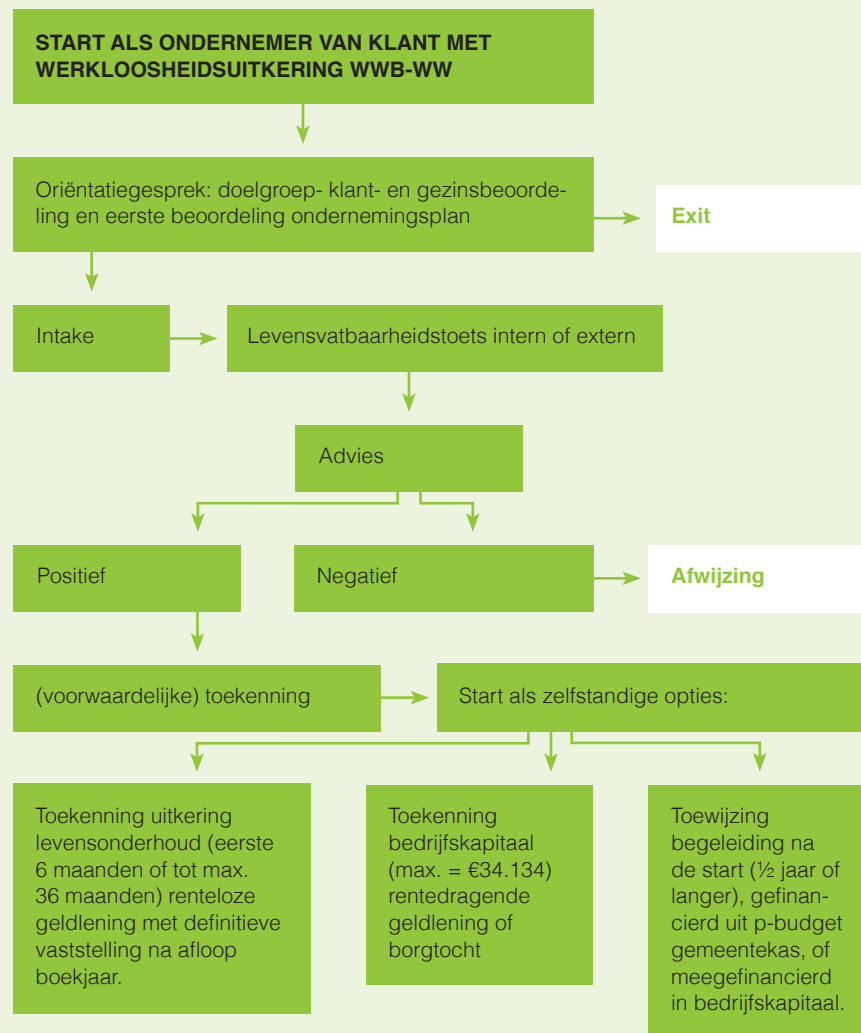 START ALS ONDERNEMER VAN KLANT MET
WERKLOOSHEIDSUITKERING WWB-WW
Oriëntatiegesprek: doelgroep- klant- en gezinsbeoorde-
ling en eerste beoordeling ondernemingsplan
Exit
Intake
Levensvatbaarheidstoets intern of extern
Advies
Positief
Negatief
Afwijzing
(voorwaardelijke) toekenning
Start als zelfstandige opties:
Toekenning uitkering
levensonderhoud (eerste
6 maanden of tot max.
36 maanden) renteloze
geldlening met definitieve
vaststelling na afloop
boekjaar.
Toekenning
bedrijfskapitaal
(max. = €34.134)
rentedragende
geldlening of
borgtocht
Toewijzing
begeleiding na
de start (½ jaar of
langer), gefinan-
cierd uit p-budget
gemeentekas, of
meegefinancierd
in bedrijfskapitaal.